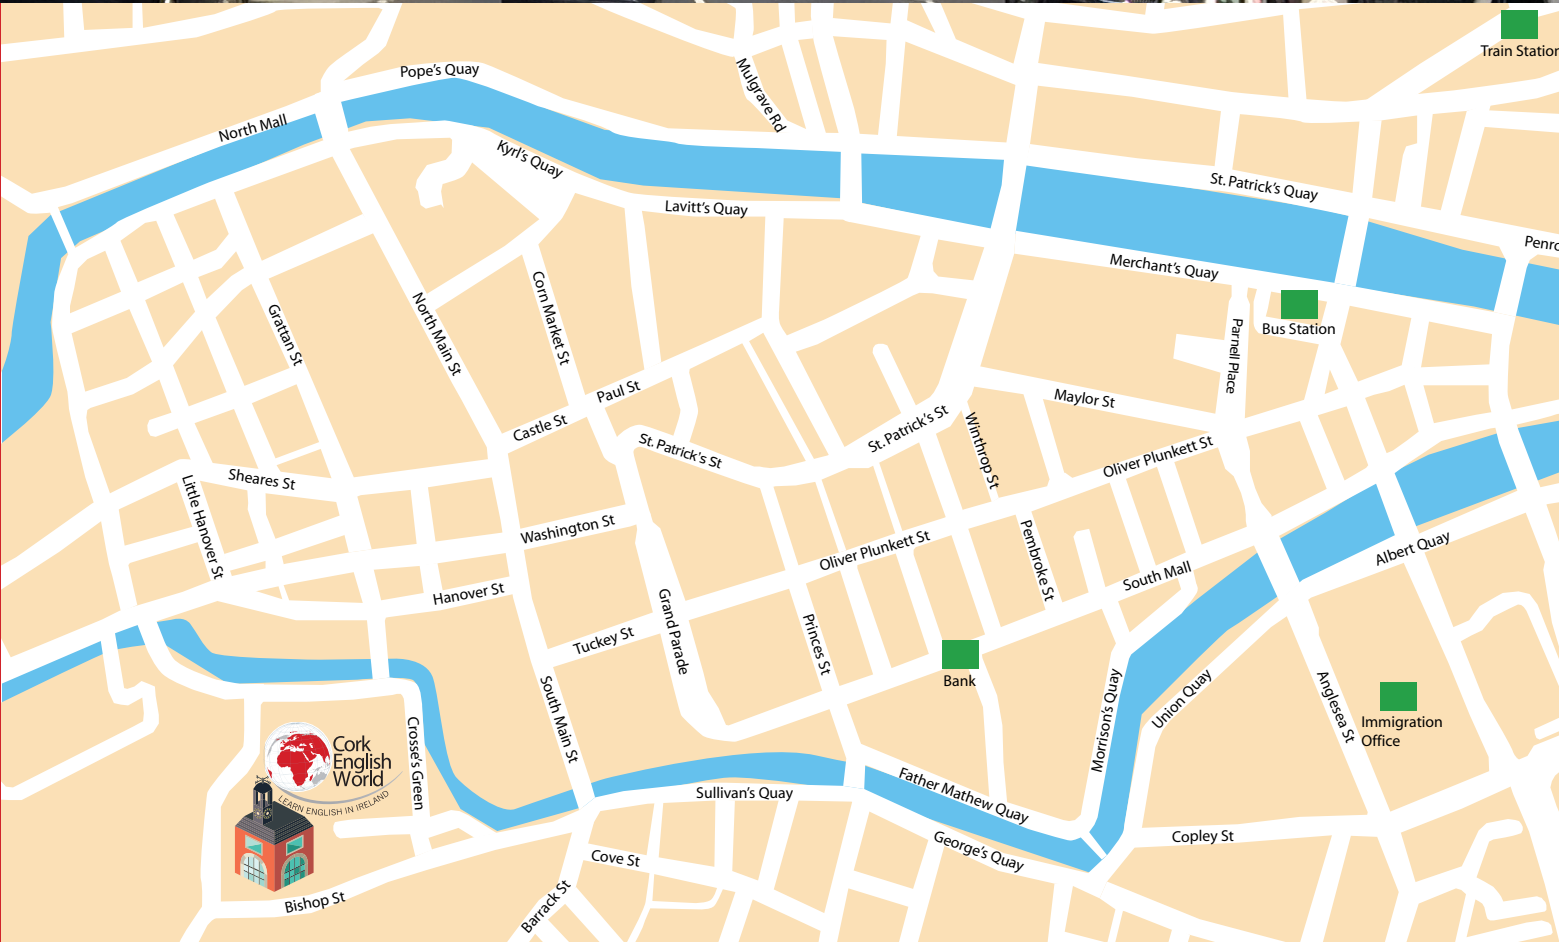 Train Station
Pope's Quay
Mulgrave Rd
North Mall
Kyrl's Quay
St. Patrick's Quay
Lavitt's Quay
Penro
Merchant's Quay
Bus Station
Corn Market St
North Main St
Grattan St
Parnell Place
Paul St
Maylor St
Castle St
St. Patrick's St
St. Patrick's St
Winthrop St
Oliver Plunkett St
Sheares St
Little Hanover St
Washington St
Pembroke St
Oliver Plunkett St
Albert Quay
South Mall
Hanover St
Grand Parade
Tuckey St
Princes St
Bank
South Main St
Morrison's Quay
Union Quay
Anglesea St
Immigration
Office
Crosse's Green
Cork
English
World
LEARN ENGLISH IN IRELAND
Sullivan's Quay
Father Mathew Quay
George's Quay
Copley St
Cove St
Barrack St
Bishop St